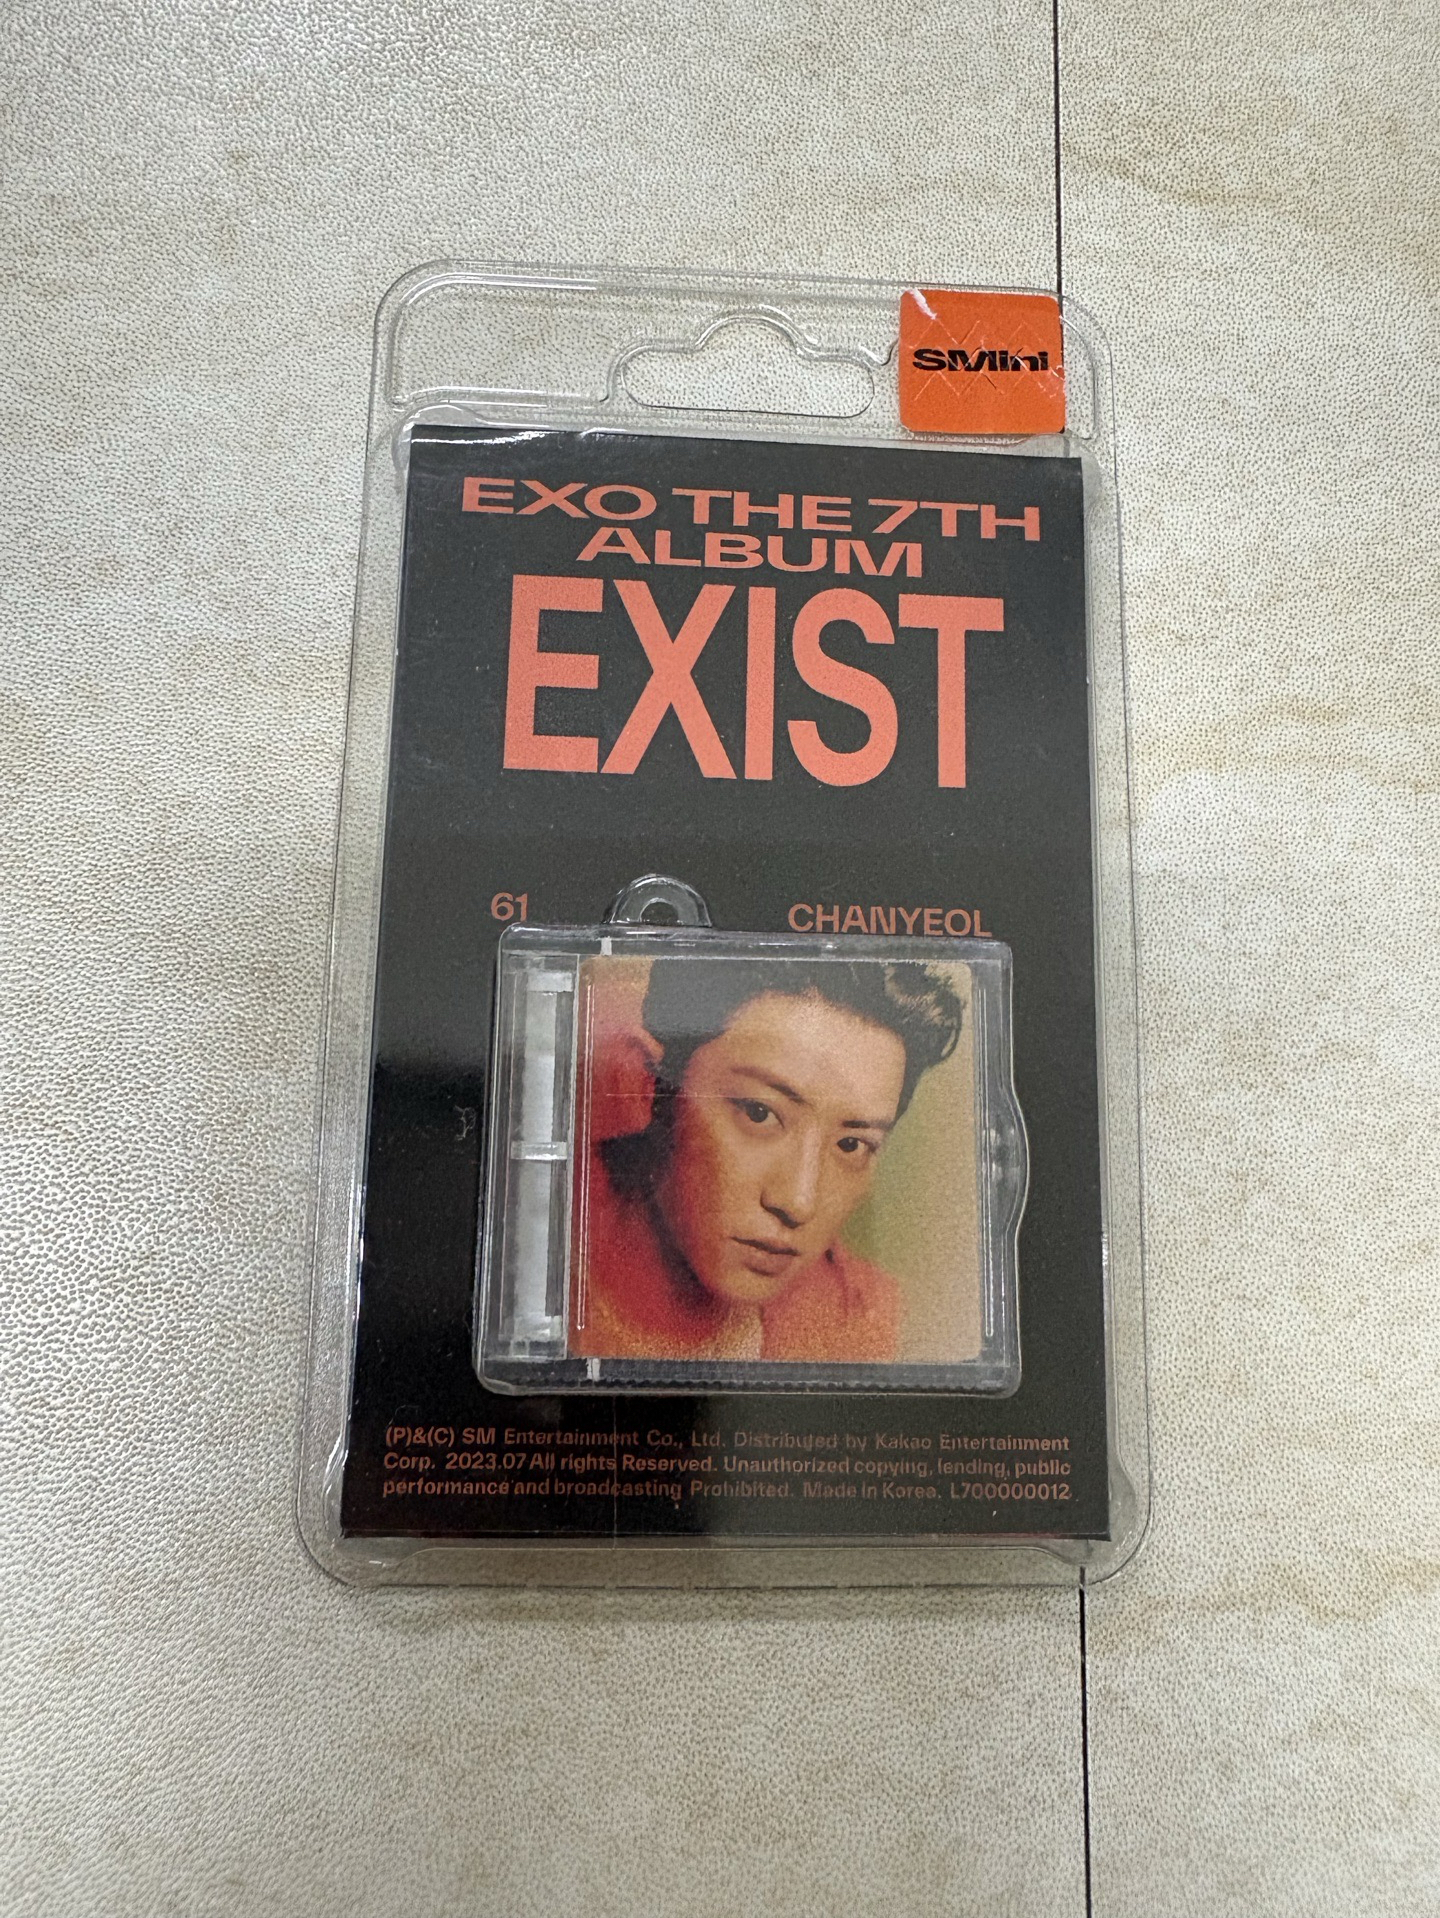 SMini
EXO THE 7TH
ALBUM
EXIST
61
CHANYEOL
(P)&(C) SM Entertainment Co., Ltd. Distributed by Kakao Entertainment
Corp. 2023.07 All rights Reserved. Unauthorized copying, lending, public
performance and broadcasting Prohibited. Made in Korea. L700000012